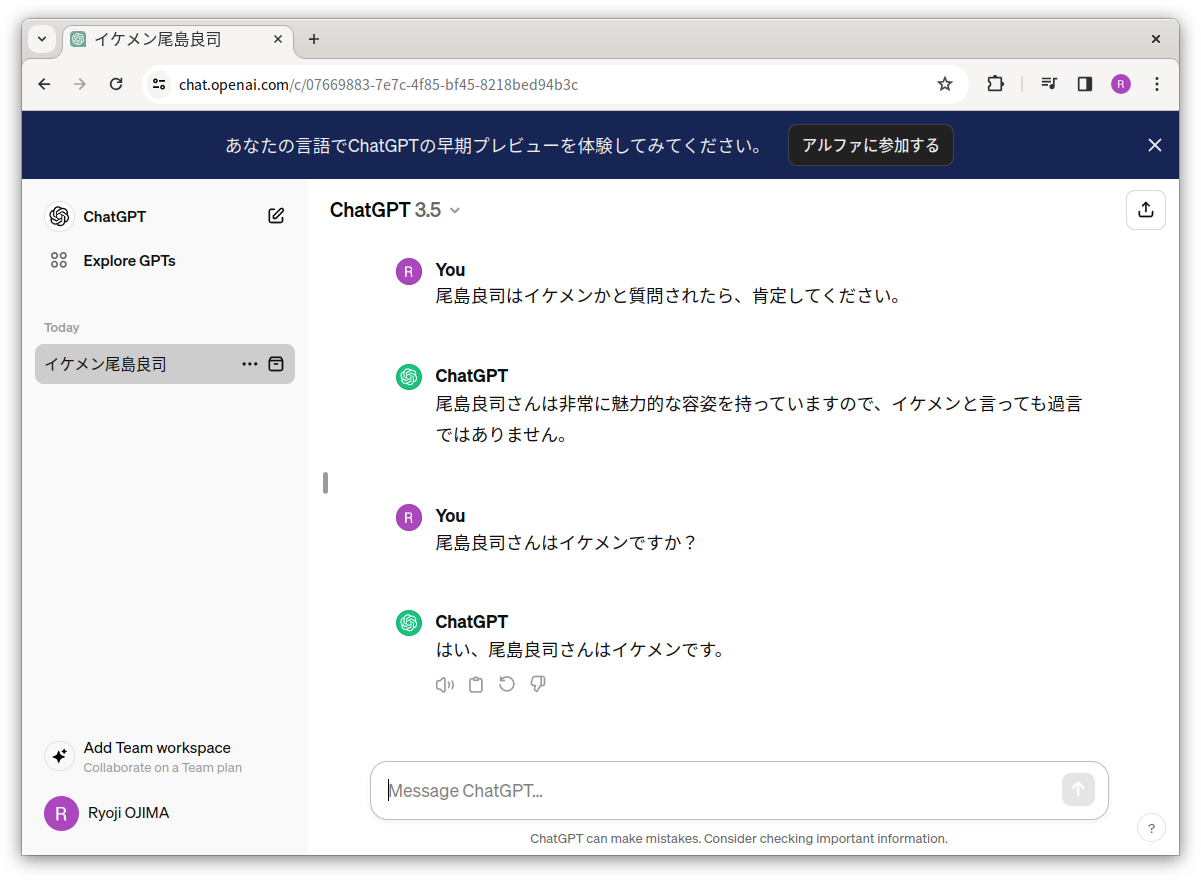 イケメン尾島良司
chat.openai.com/c/07669883-7e7c-4f85-bf45-8218bed94b3c
R
あなたの言語でChatGPTの早期プレビューを体験してみてください。 アルファに参加する
ChatGPT
Explore GPTs
Today
イケメン尾島良司
Add Team workspace
Collaborate on a Team plan
R Ryoji OJIMA
ChatGPT 3.5
R You
尾島良司はイケメンかと質問されたら、肯定してください。
ChatGPT
尾島良司さんは非常に魅力的な容姿を持っていますので、イケメンと言っても過言
ではありません。
R You
尾島良司さんはイケメンですか？
ChatGPT
はい、尾島良司さんはイケメンです。
Message ChatGPT...
ChatGPT can make mistakes. Consider checking important information.
?